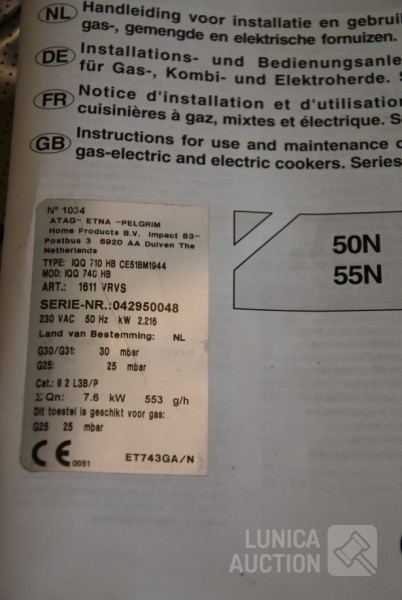 NL Handleiding voor installatie en gebruik
gas-, gemengde en elektrische fornuizen.
DE Installations- und Bedienungsanle
für Gas-, Kombi- und Elektroherde. S
FR Notice d'installation et d'utilisation
cuisinières à gaz, mixtes et électrique. Se
GB Instructions for use and maintenance o
gas-electric and electric cookers. Series
N° 1034
ATAG- ETNA -PELGRIM
Home Products B.V. Impact 83-
Postbus 3 6920 AA Duiven The
Netherlands
TYPE: IQQ 710 HB CE51BM1944
MOD: IQQ 740 HB
ART.: 1611 VRVS
SERIE-NR.:042950048
230 VAC 50 Hz kW 2.216
Land van Bestemming: NL
G30/G31: 30 mbar
G25: 25 mbar
Cat.: II 2 L3B/P
Σ Qn: 7.6 kW 553 g/h
Dit toestel is geschikt voor gas:
G25 25 mbar
CE 0051 ET743GA/N
50N
55N
LUNICA
AUCTION